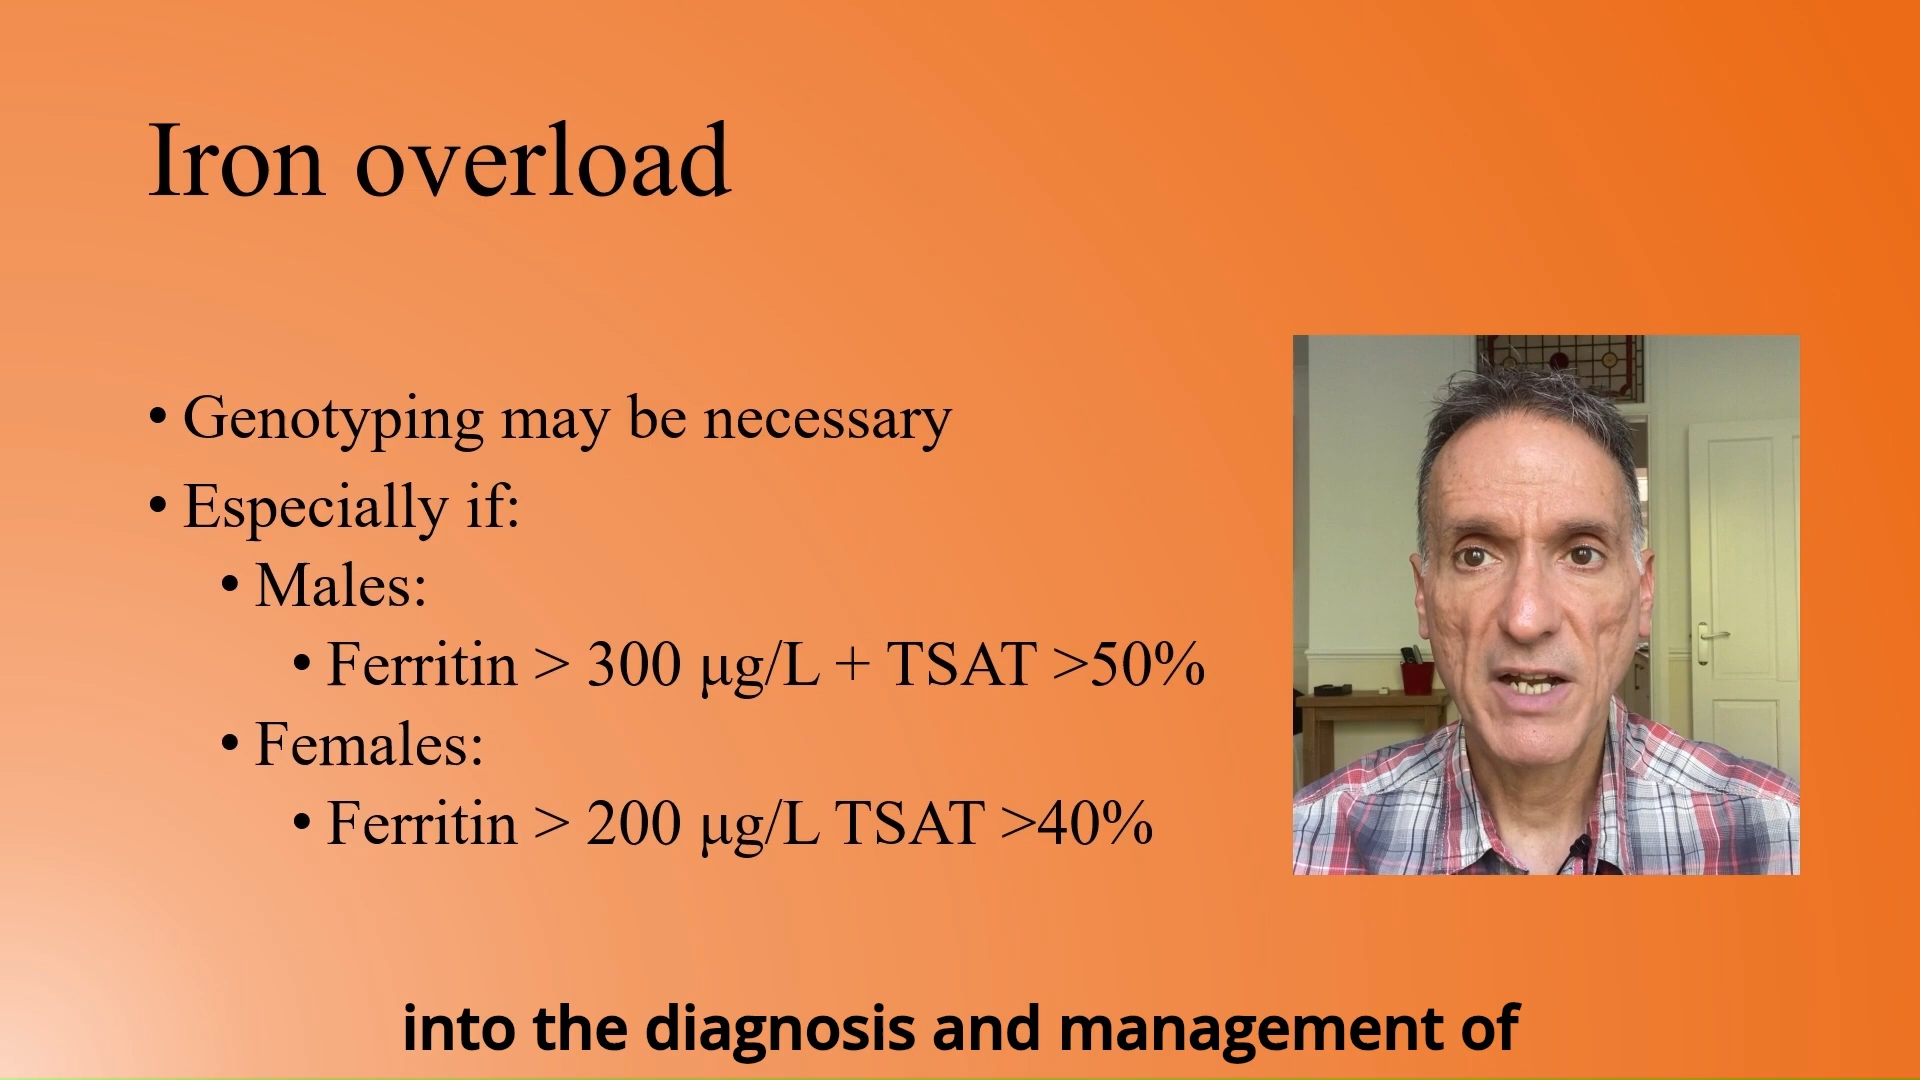 Iron overload
• Genotyping may be necessary
• Especially if:
• Males:
• Ferritin > 300 μg/L + TSAT >50%
• Females:
• Ferritin > 200 μg/L TSAT >40%
into the diagnosis and management of